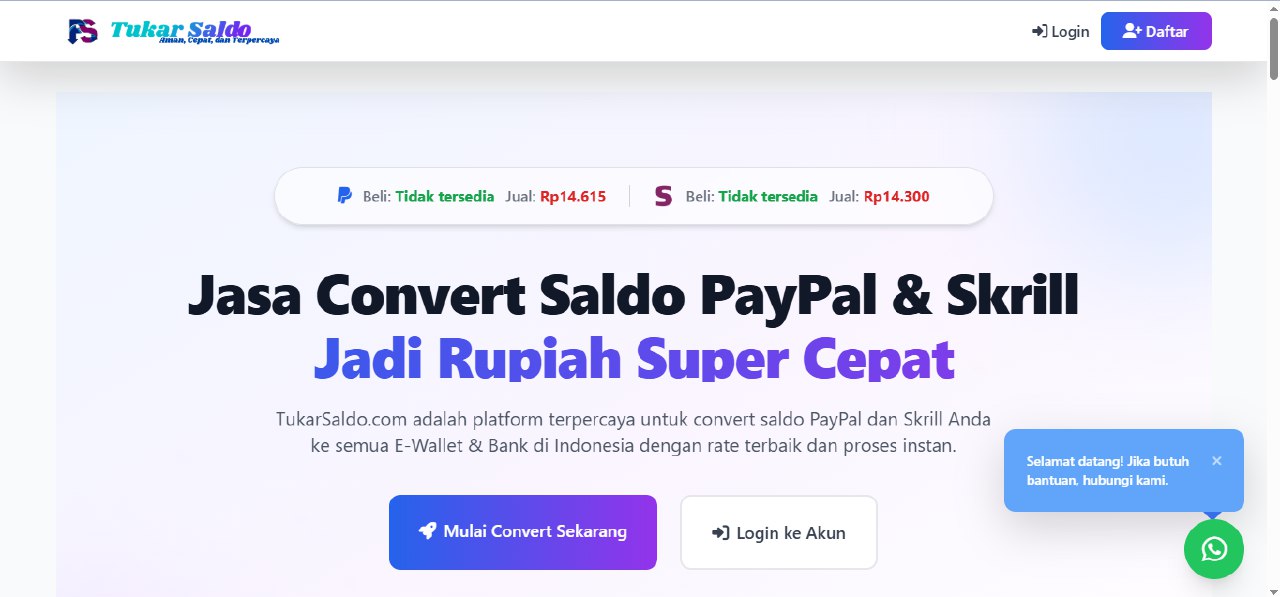 Tukar Saldo
Aman, Cepat, dan Terpercaya
Login
Daftar
Beli: Tidak tersedia Jual: Rp14.615
Beli: Tidak tersedia Jual: Rp14.300
Jasa Convert Saldo PayPal & Skrill
Jadi Rupiah Super Cepat
TukarSaldo.com adalah platform terpercaya untuk convert saldo PayPal dan Skrill Anda
ke semua E-Wallet & Bank di Indonesia dengan rate terbaik dan proses instan.
Selamat datang! Jika butuh
bantuan, hubungi kami.
Mulai Convert Sekarang
Login ke Akun